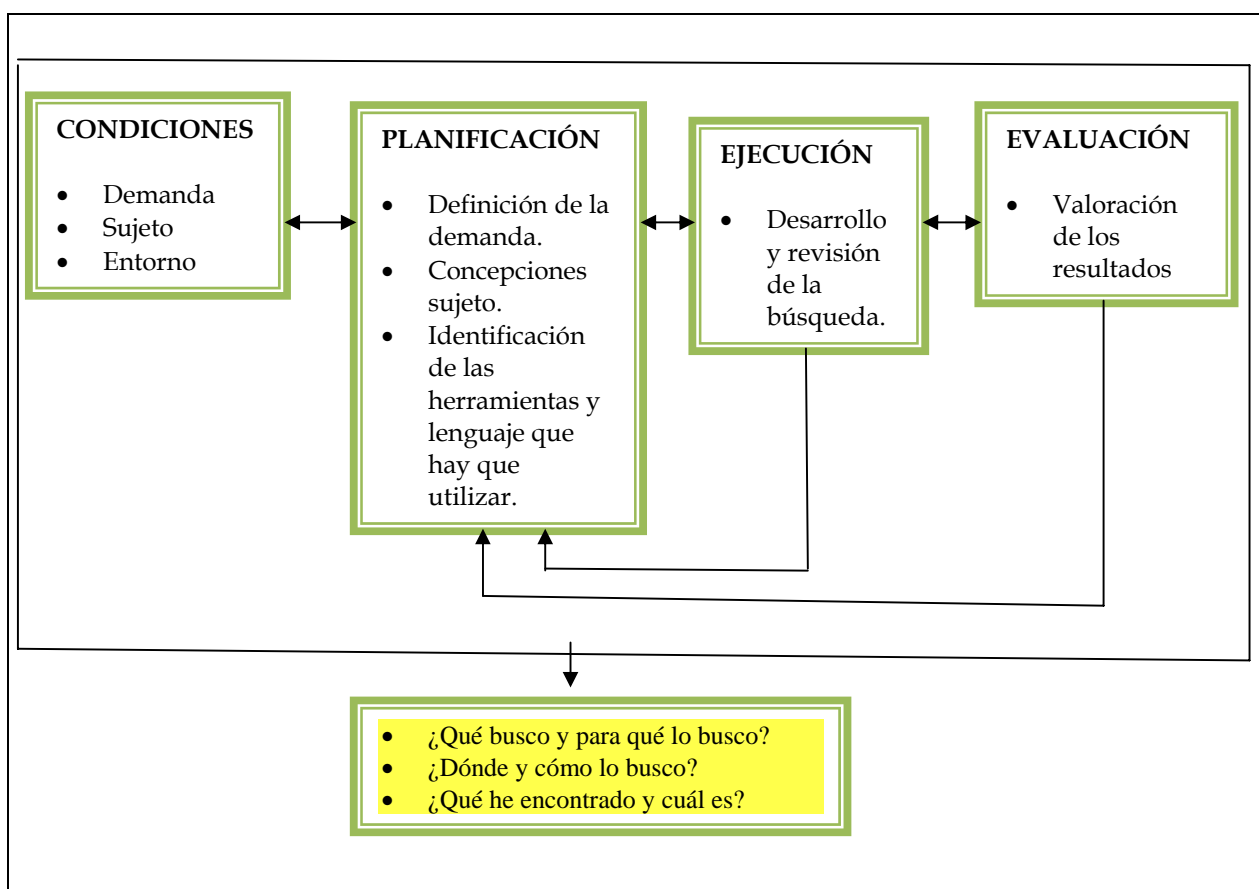 CONDICIONES
• Demanda
• Sujeto
• Entorno
PLANIFICACIÓN
• Definición de la
demanda.
• Concepciones
sujeto.
• Identificación
de las
herramientas y
lenguaje que
hay que
utilizar.
EJECUCIÓN
• Desarrollo
y revisión
de la
búsqueda.
EVALUACIÓN
• Valoración
de los
resultados
• ¿Qué busco y para qué lo busco?
• ¿Dónde y cómo lo busco?
• ¿Qué he encontrado y cuál es?